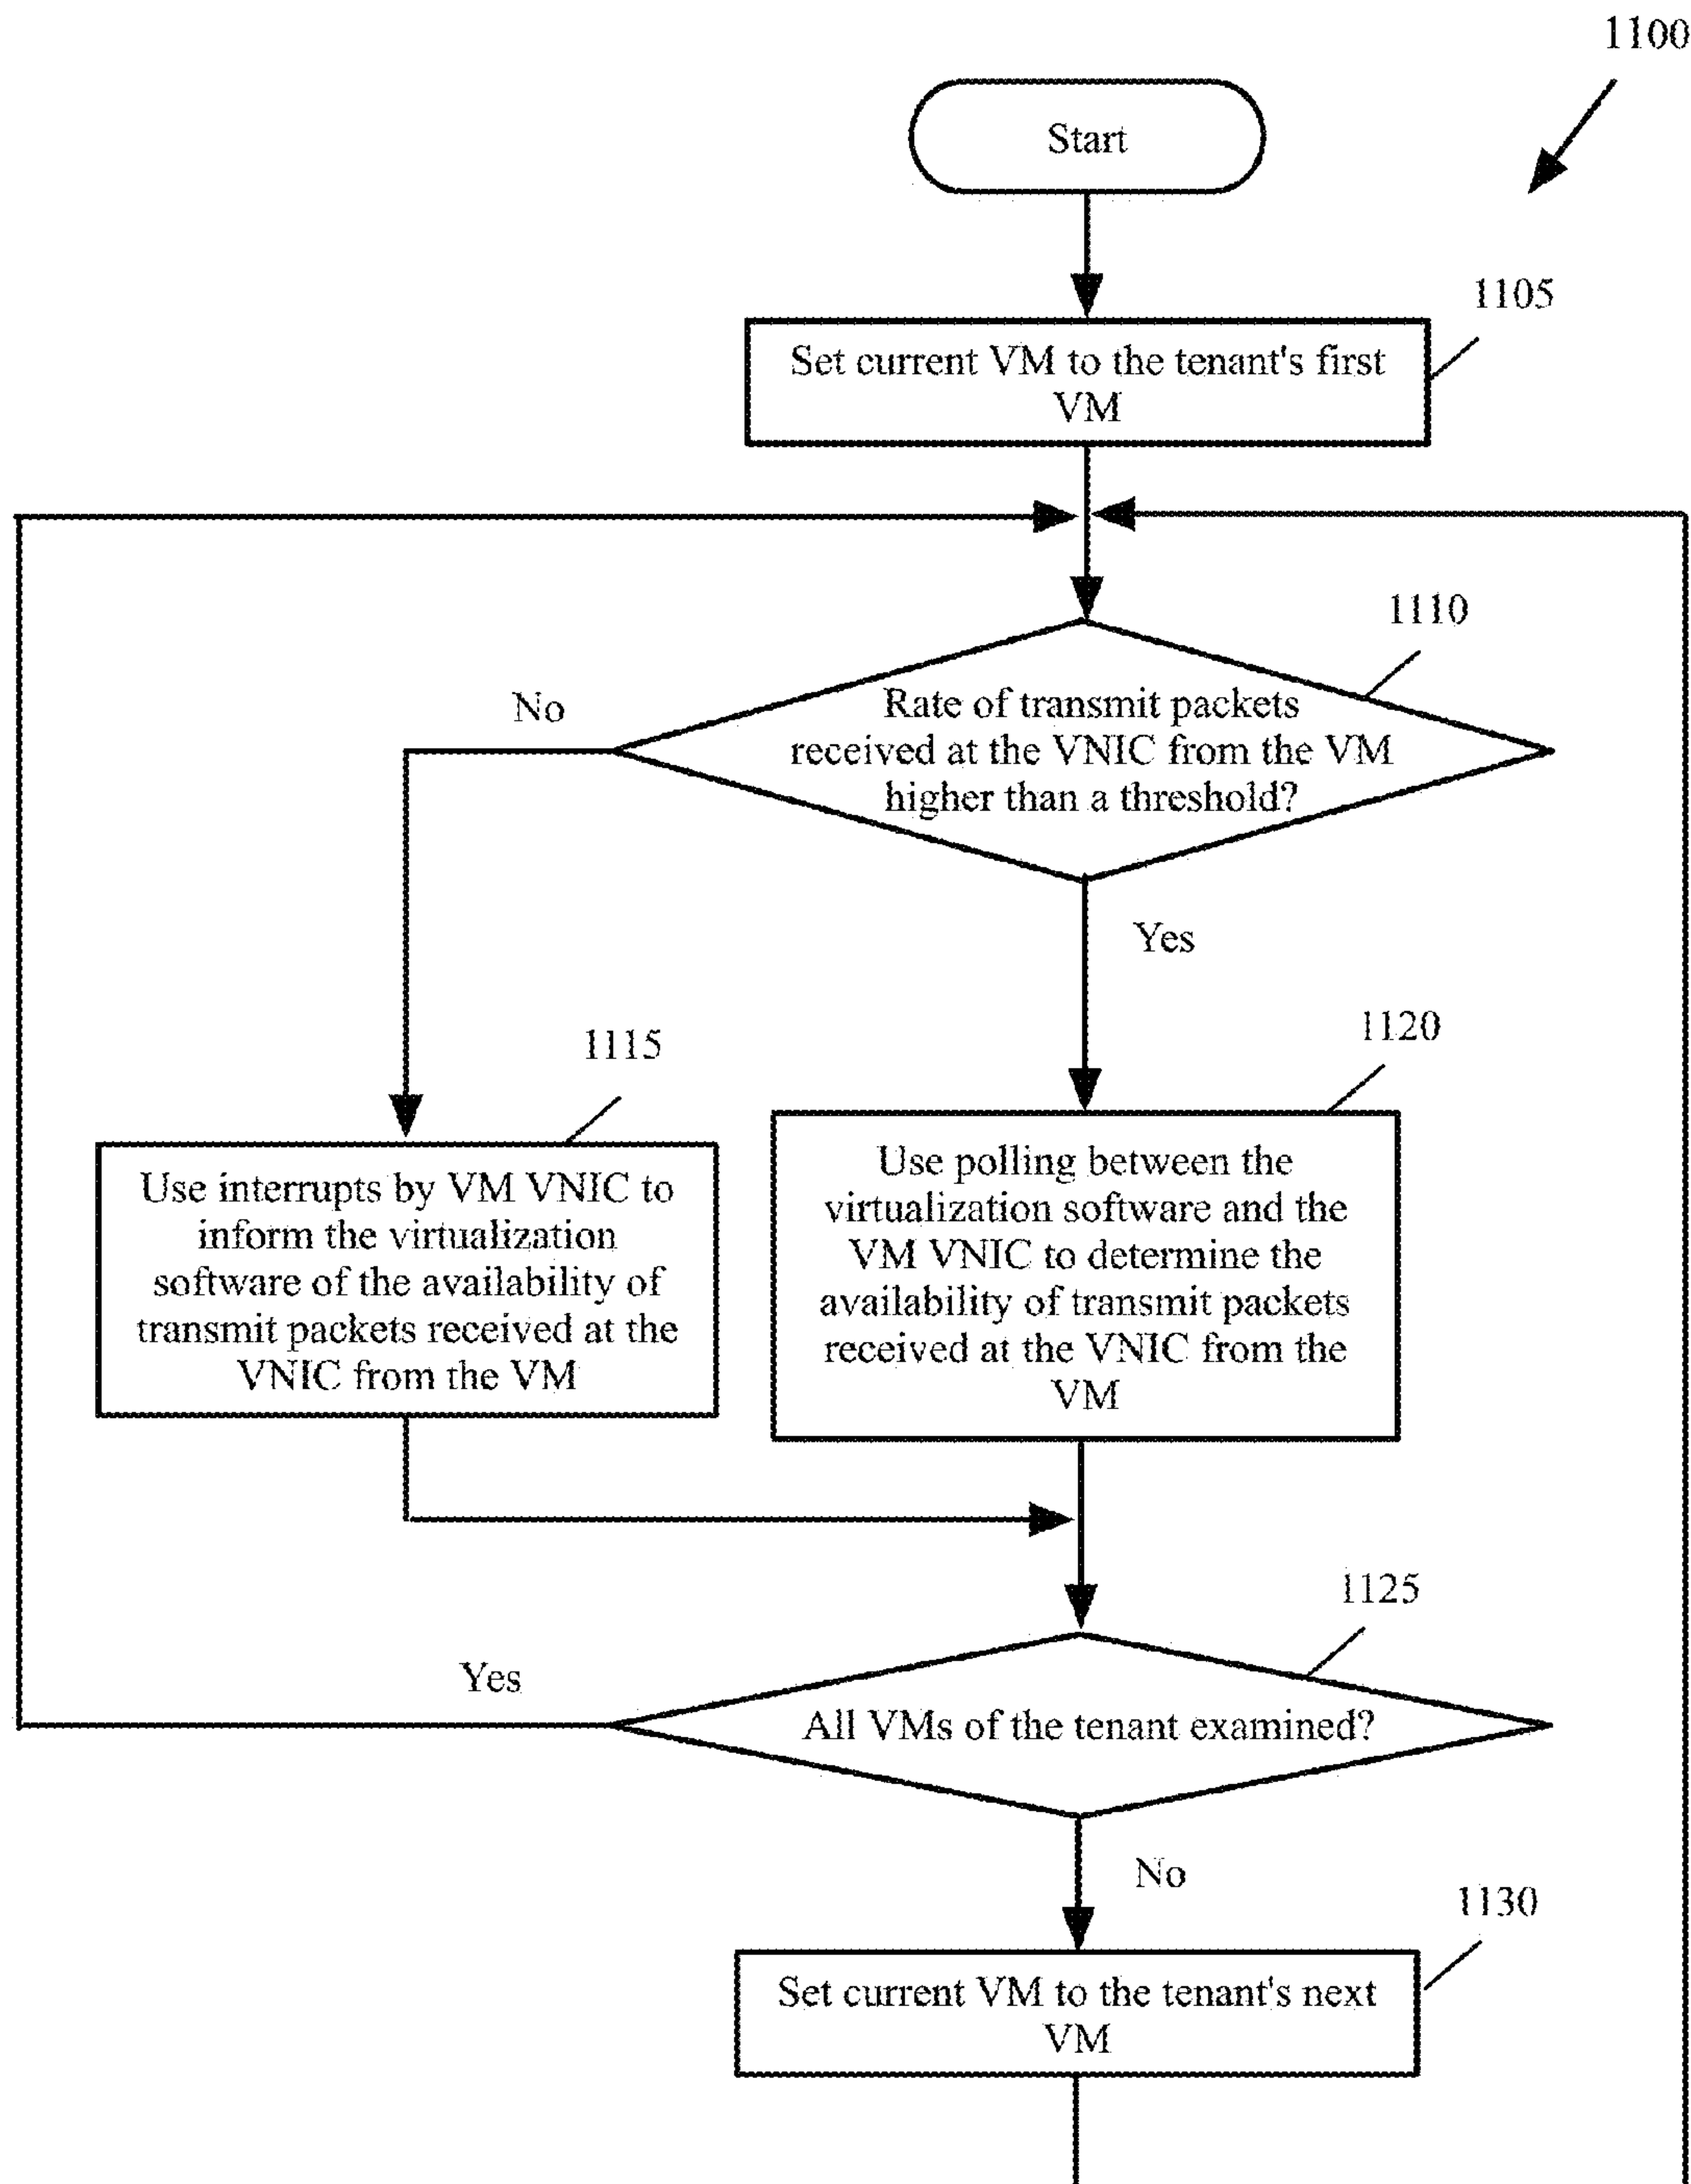 1100
Start
1105
Set current VM to the tenant's first
VM
1110
Rate of transmit packets
received at the VNIC from the VM
higher than a threshold?
No
Yes
1115
1120
Use interrupts by VM VNIC to
inform the virtualization
software of the availability of
transmit packets received at the
VNIC from the VM
Use polling between the
virtualization software and the
VM VNIC to determine the
availability of transmit packets
received at the VNIC from the
VM
1125
Yes
All VMs of the tenant examined?
No
1130
Set current VM to the tenant's next
VM